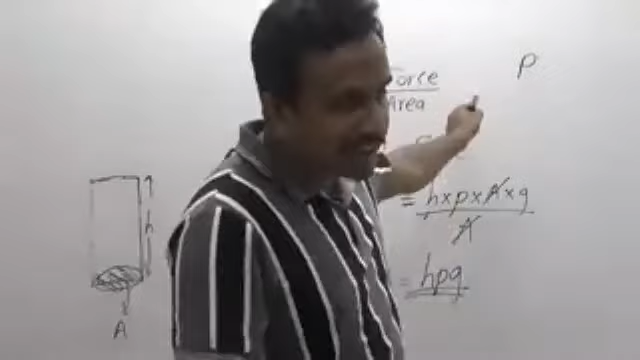 Force
Area
P
= h×ρ×A×g
A
= hρg
h
A